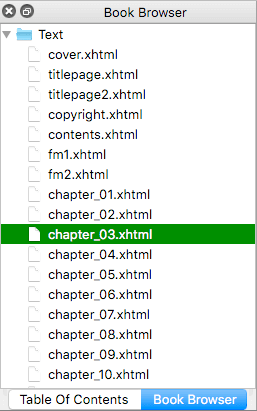 Book Browser
Text
cover.xhtml
titlepage.xhtml
titlepage2.xhtml
copyright.xhtml
contents.xhtml
fm1.xhtml
fm2.xhtml
chapter_01.xhtml
chapter_02.xhtml
chapter_03.xhtml
chapter_04.xhtml
chapter_05.xhtml
chapter_06.xhtml
chapter_07.xhtml
chapter_08.xhtml
chapter_09.xhtml
chapter_10.xhtml
Table Of Contents Book Browser